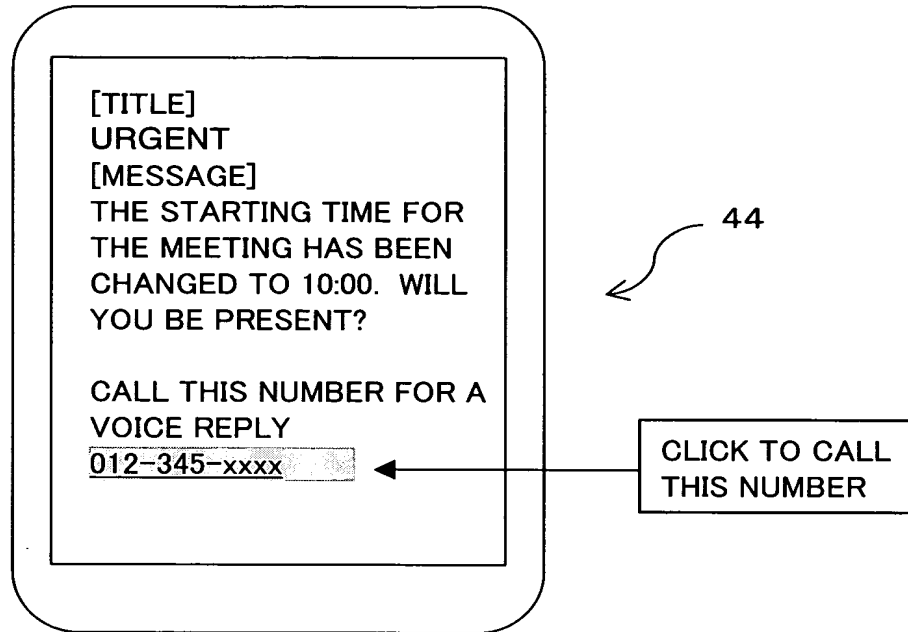 [TITLE]
URGENT
[MESSAGE]
THE STARTING TIME FOR
THE MEETING HAS BEEN
CHANGED TO 10:00. WILL
YOU BE PRESENT?
CALL THIS NUMBER FOR A
VOICE REPLY
012-345-xxxx
44
CLICK TO CALL
THIS NUMBER